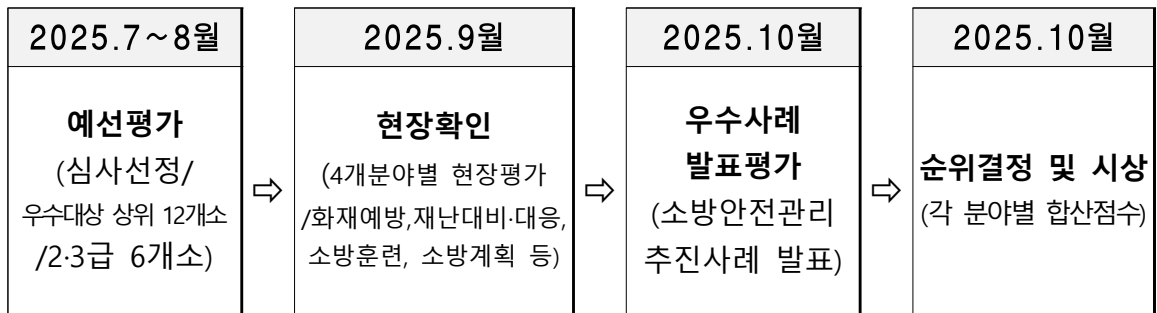 2025.7～8월
예선평가
(심사선정/
우수대상 상위 12개소
/2·3급 6개소)
⇨
2025.9월
현장확인
(4개분야별 현장평가
/화재예방,재난대비·대응,
소방훈련, 소방계획 등)
⇨
2025.10월
우수사례
발표평가
(소방안전관리
추진사례 발표)
⇨
2025.10월
순위결정 및 시상
(각 분야별 합산점수)